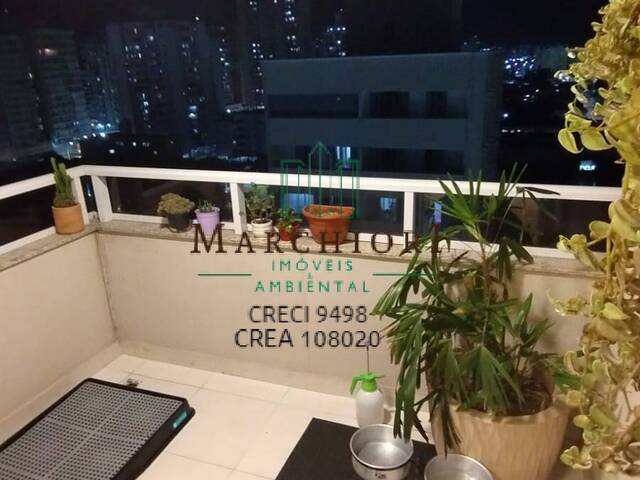 MARCHIORI
IMÓVEIS
&
AMBIENTAL
CRECI 9498
CREA 108020